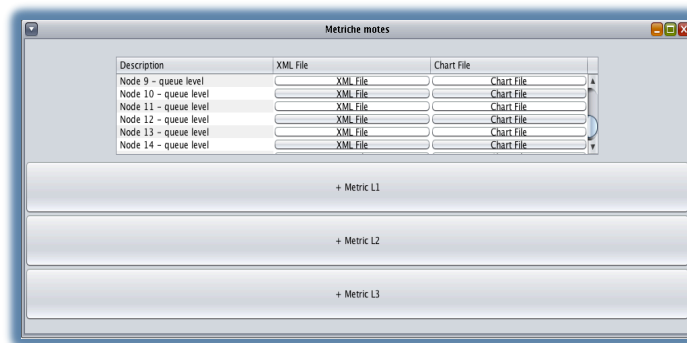 Metriche motes
Description XML File Chart File
Node 9 - queue level XML File Chart File
Node 10 - queue level XML File Chart File
Node 11 - queue level XML File Chart File
Node 12 - queue level XML File Chart File
Node 13 - queue level XML File Chart File
Node 14 - queue level XML File Chart File
+ Metric L1
+ Metric L2
+ Metric L3